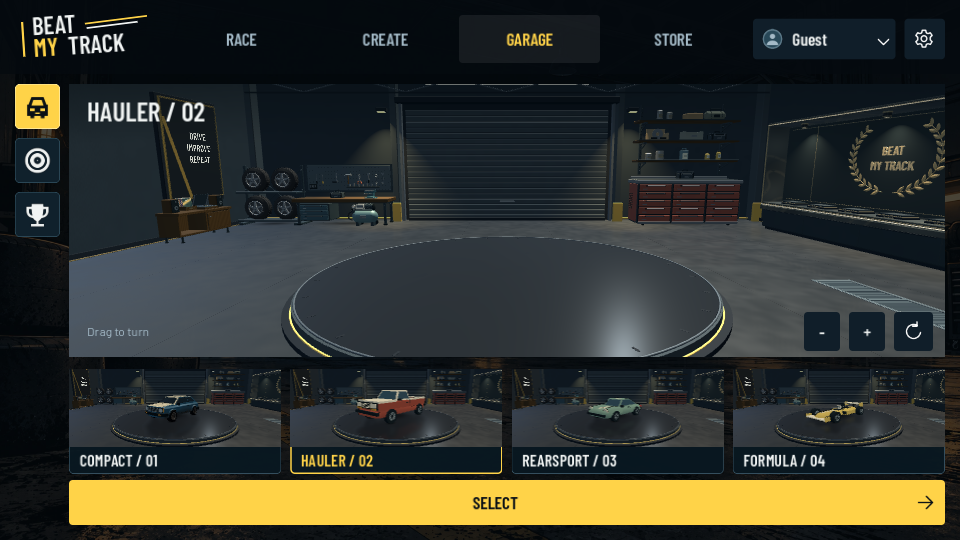 BEAT
MY TRACK
RACE
CREATE
GARAGE
STORE
Guest
HAULER / 02
DRIVE
IMPROVE
REPEAT
BEAT
MY TRACK
Drag to turn
-
+
COMPACT / 01
HAULER / 02
REARSPORT / 03
FORMULA / 04
SELECT